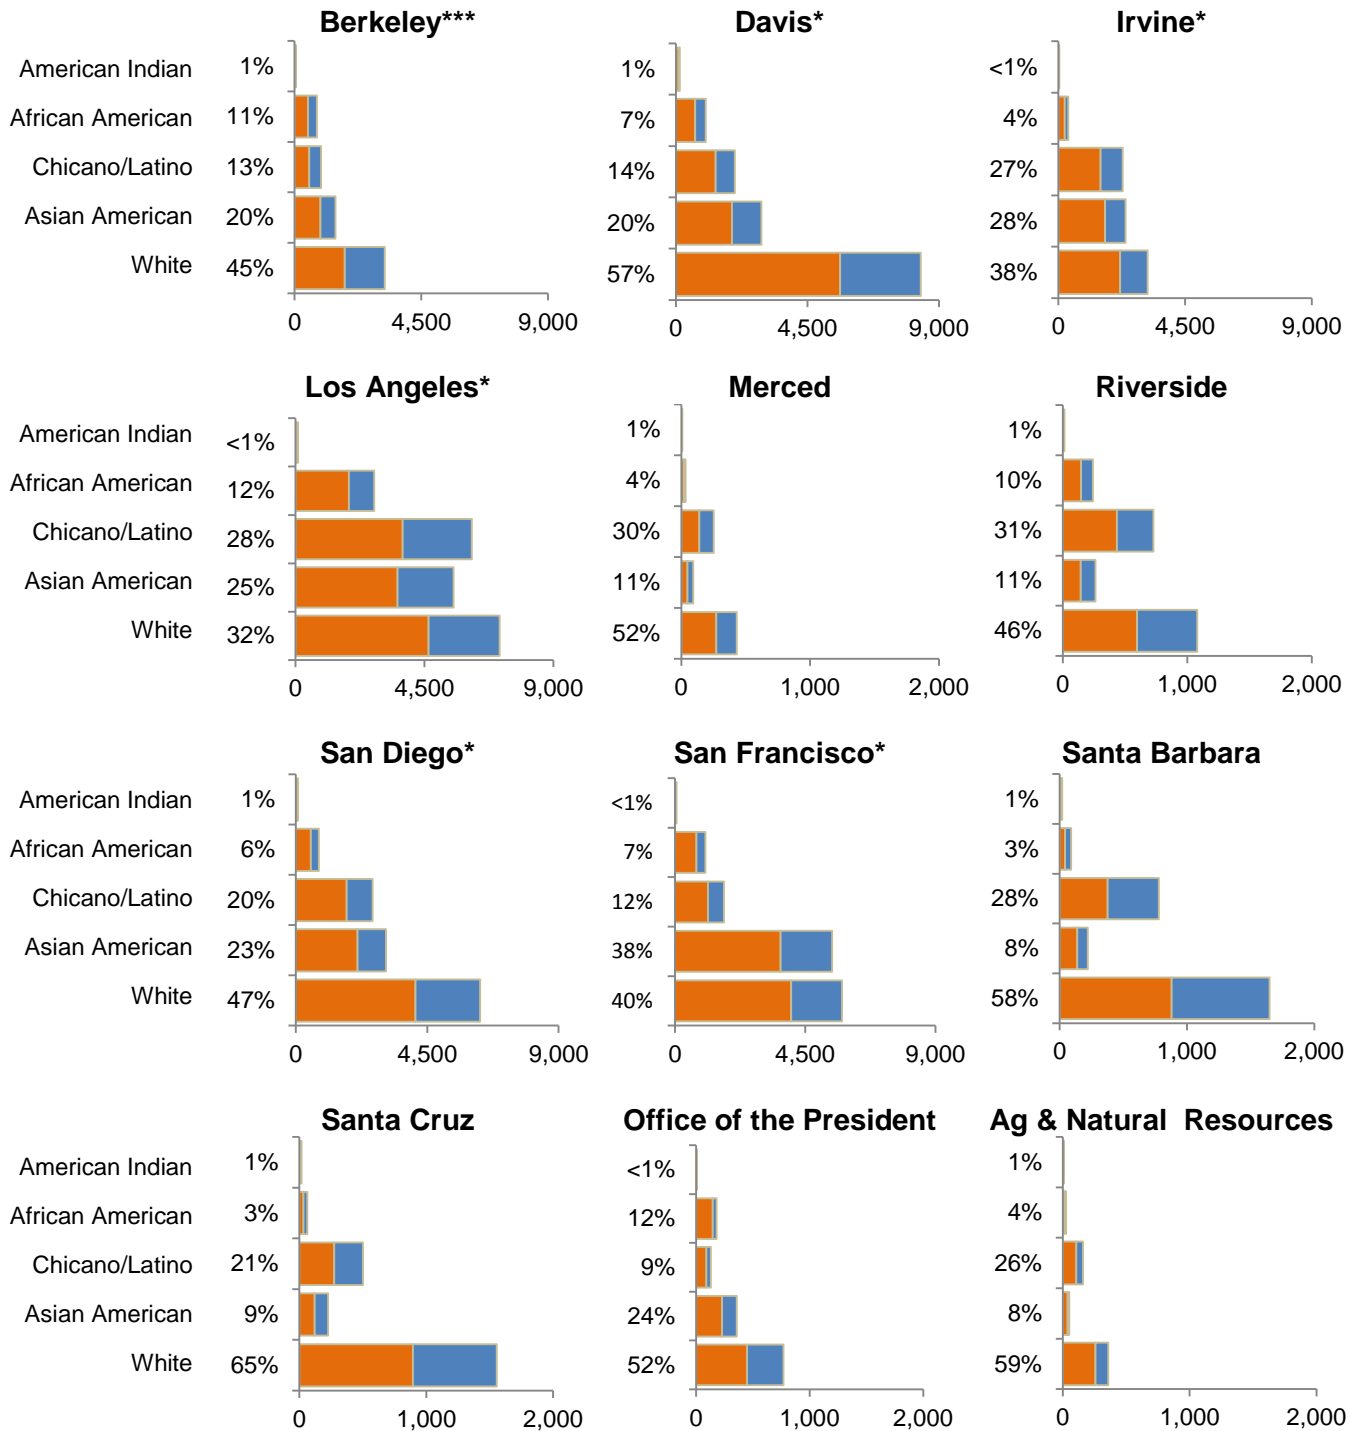 Berkeley*** Davis* Irvine*
American Indian 1% 1% <1%
African American 11% 7% 4%
Chicano/Latino 13% 14% 27%
Asian American 20% 20% 28%
White 45% 57% 38%
0 4,500 9,000 0 4,500 9,000 0 4,500 9,000
Los Angeles* Merced Riverside
American Indian <1% 1% 1%
African American 12% 4% 10%
Chicano/Latino 28% 30% 31%
Asian American 25% 11% 11%
White 32% 52% 46%
0 4,500 9,000 0 1,000 2,000 0 1,000 2,000
San Diego* San Francisco* Santa Barbara
American Indian 1% <1% 1%
African American 6% 7% 3%
Chicano/Latino 20% 12% 28%
Asian American 23% 38% 8%
White 47% 40% 58%
0 4,500 9,000 0 4,500 9,000 0 1,000 2,000
Santa Cruz Office of the President Ag & Natural Resources
American Indian 1% <1% 1%
African American 3% 12% 4%
Chicano/Latino 21% 9% 26%
Asian American 9% 24% 8%
White 65% 52% 59%
0 1,000 2,000 0 1,000 2,000 0 1,000 2,000